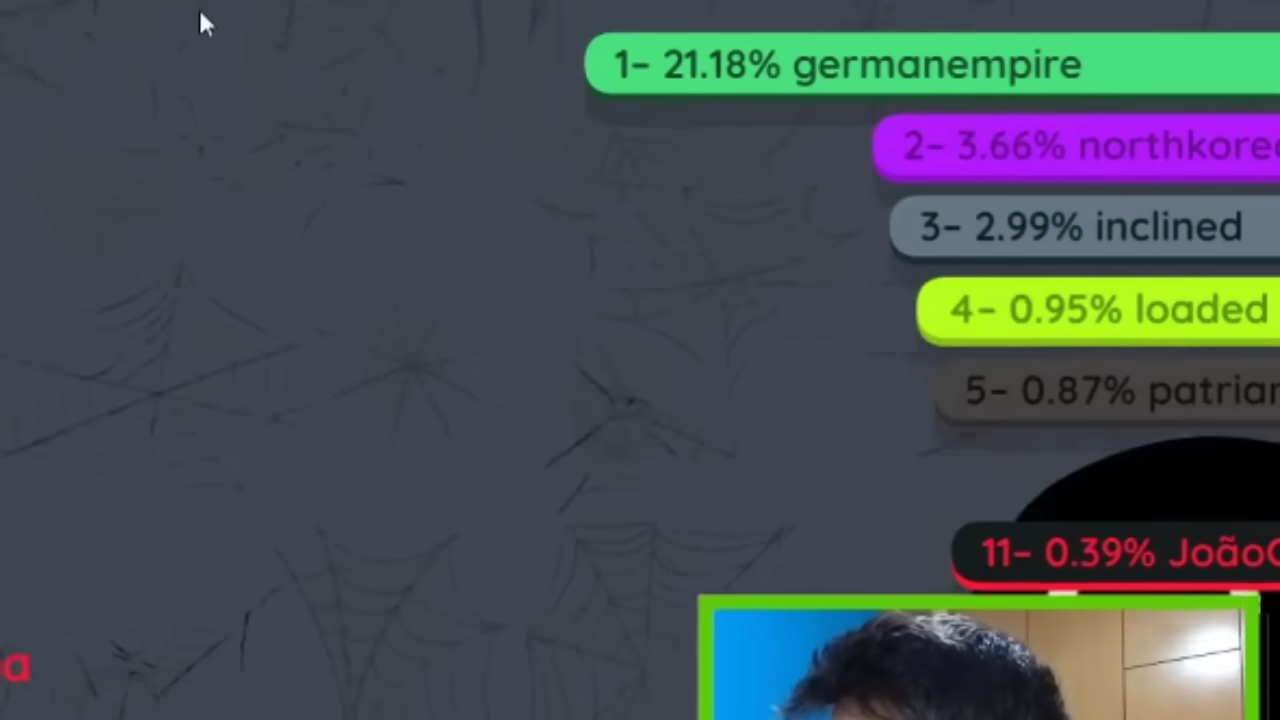 1– 21.18% germanempire
2– 3.66% northkorea
3– 2.99% inclined
4– 0.95% loaded
5– 0.87% patriar
11– 0.39% João
a